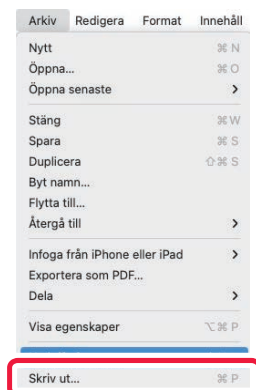 Arkiv Redigera Format Innehåll
Nytt ⌘ N
Öppna... ⌘ O
Öppna senaste >
Stäng ⌘ W
Spara ⌘ S
Duplicera ⇧ ⌘ S
Byt namn...
Flytta till...
Återgå till >
Infoga från iPhone eller iPad >
Exportera som PDF...
Dela >
Visa egenskaper ⌥ ⌘ P
Skriv ut... ⌘ P